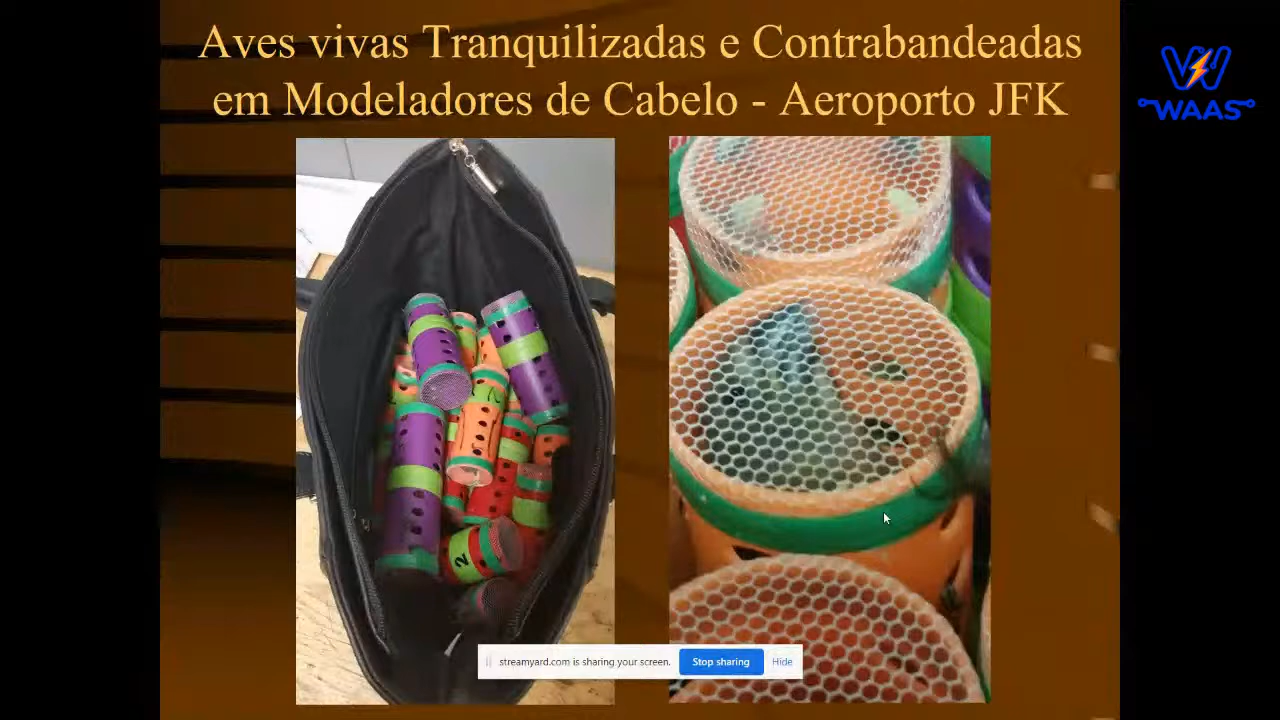 Aves vivas Tranquilizadas e Contrabandeadas
em Modeladores de Cabelo - Aeroporto JFK
WAAS
2
streamyard.com is sharing your screen.
Stop sharing
Hide